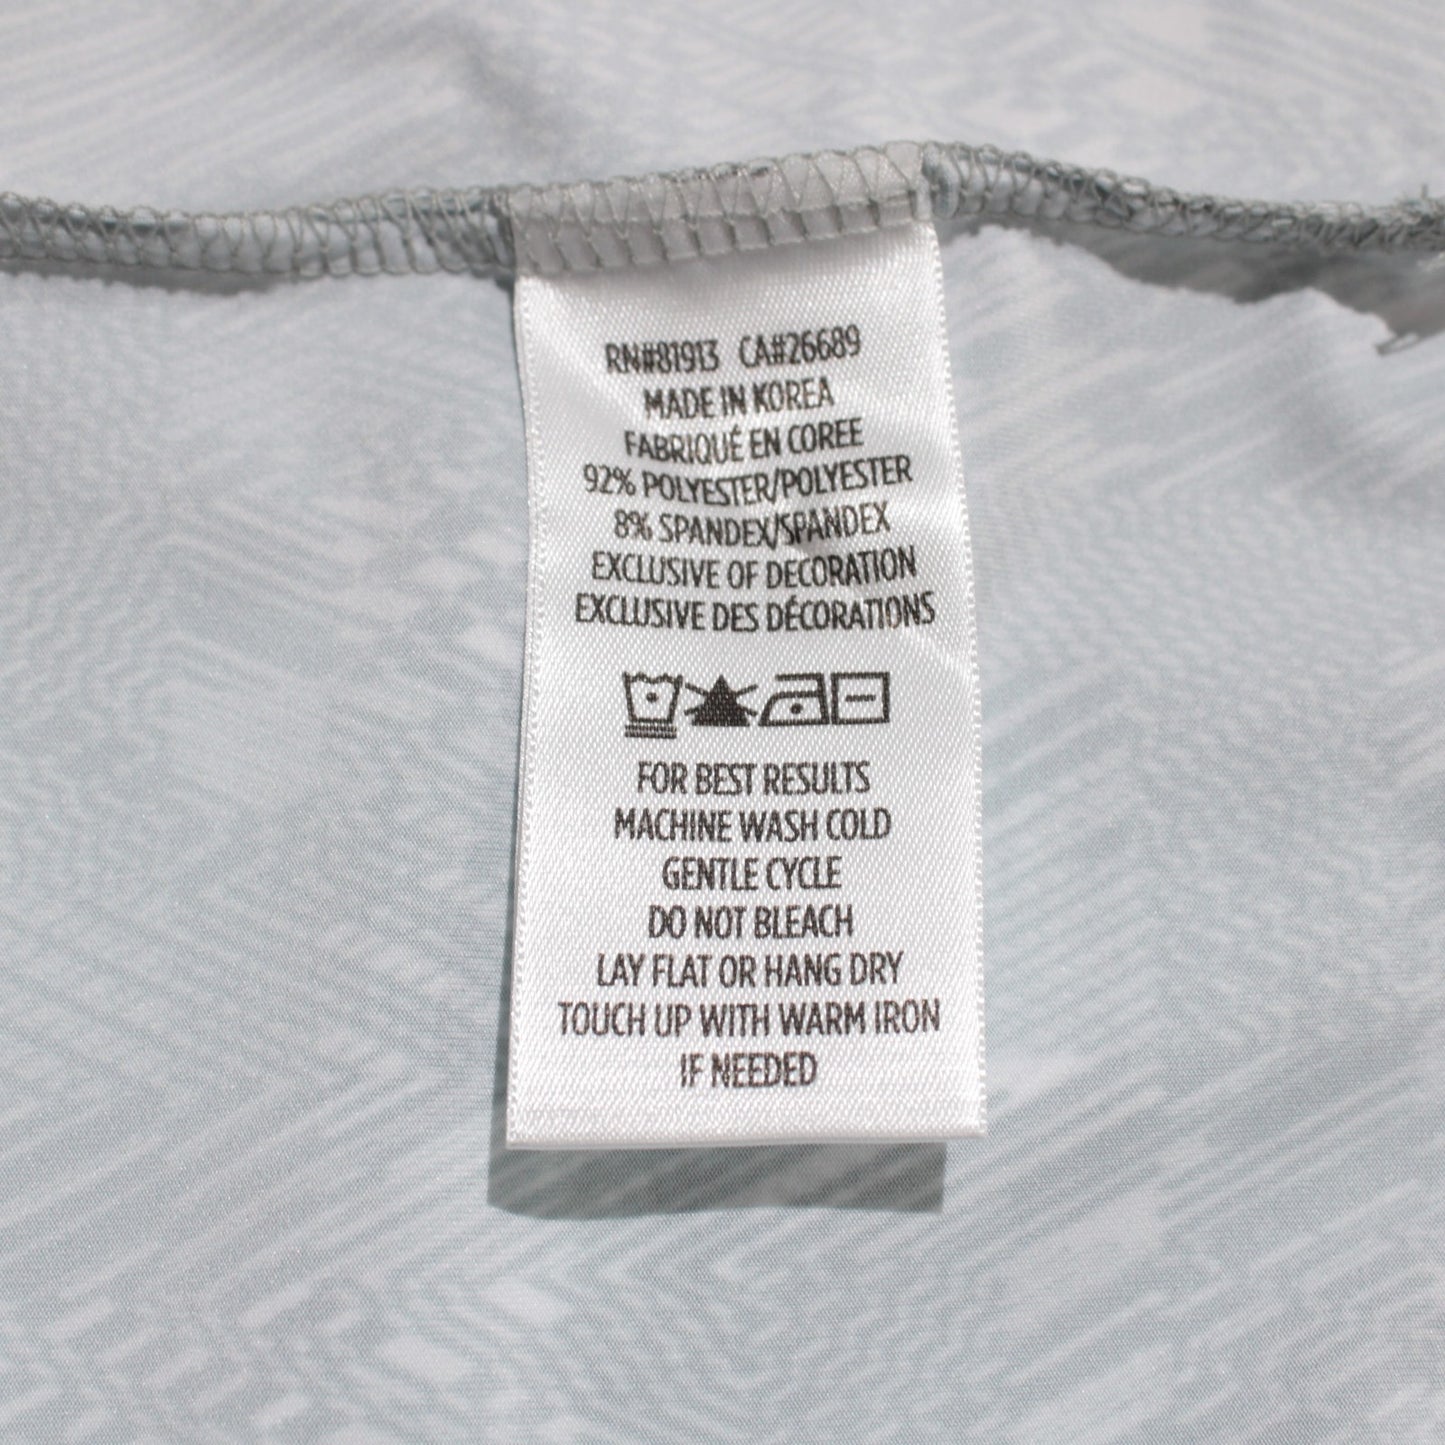 RN#81913 CA#26689
MADE IN KOREA
FABRIQUÉ EN COREE
92% POLYESTER/POLYESTER
8% SPANDEX/SPANDEX
EXCLUSIVE OF DECORATION
EXCLUSIVE DES DÉCORATIONS
FOR BEST RESULTS
MACHINE WASH COLD
GENTLE CYCLE
DO NOT BLEACH
LAY FLAT OR HANG DRY
TOUCH UP WITH WARM IRON
IF NEEDED